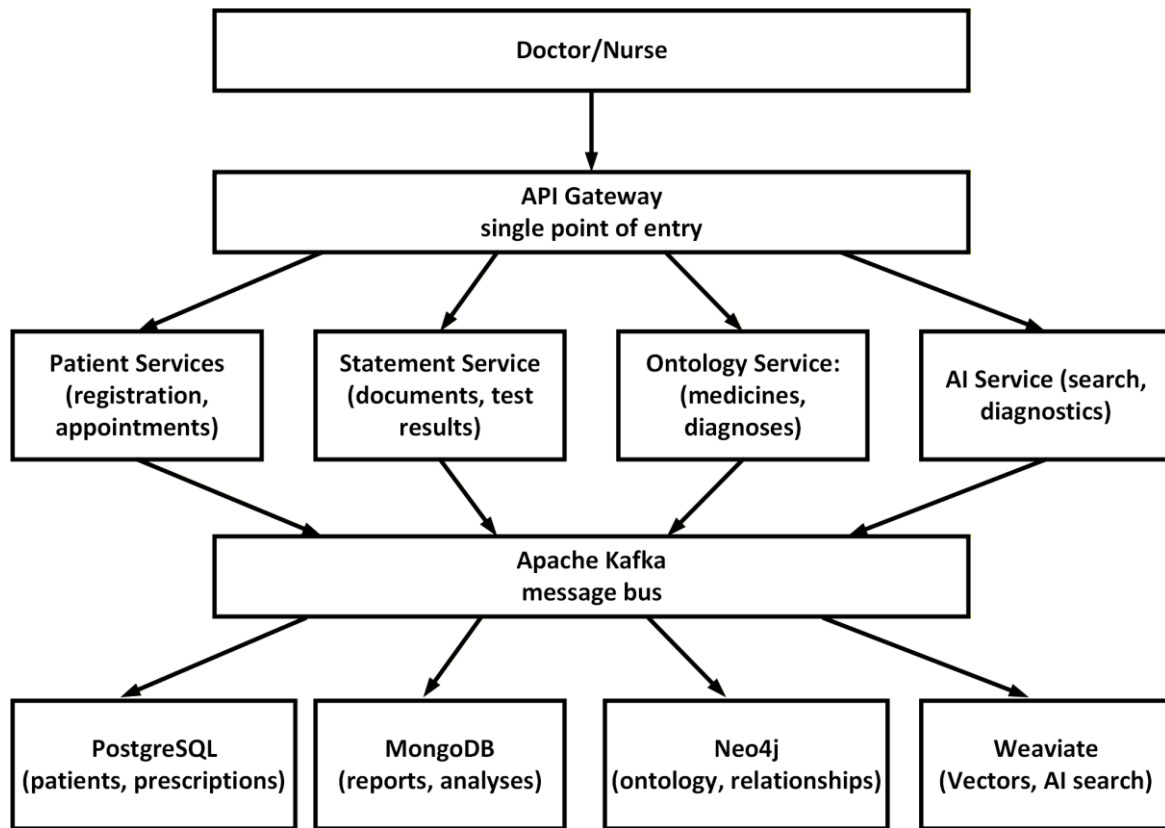 Doctor/Nurse
API Gateway
single point of entry
Patient Services
(registration,
appointments)
Statement Service
(documents, test
results)
Ontology Service:
(medicines,
diagnoses)
AI Service (search,
diagnostics)
Apache Kafka
message bus
PostgreSQL
(patients, prescriptions)
MongoDB
(reports, analyses)
Neo4j
(ontology, relationships)
Weaviate
(Vectors, AI search)